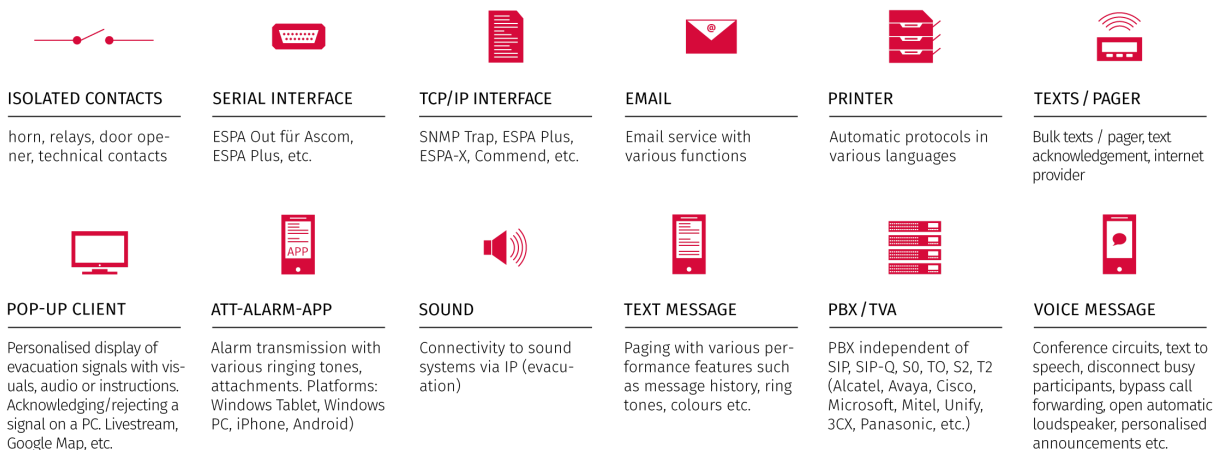 @
ISOLATED CONTACTS
horn, relays, door ope-
ner, technical contacts
SERIAL INTERFACE
ESPA Out für Ascom,
ESPA Plus, etc.
TCP/IP INTERFACE
SNMP Trap, ESPA Plus,
ESPA-X, Commend, etc.
EMAIL
Email service with
various functions
PRINTER
Automatic protocols in
various languages
TEXTS / PAGER
Bulk texts / pager, text
acknowledgement, internet
provider
POP-UP CLIENT
Personalised display of
evacuation signals with vis-
uals, audio or instructions.
Acknowledging/rejecting a
signal on a PC. Livestream,
Google Map, etc.
APP
ATT-ALARM-APP
Alarm transmission with
various ringing tones,
attachments. Platforms:
Windows Tablet, Windows
PC, iPhone, Android)
SOUND
Connectivity to sound
systems via IP (evacu-
ation)
TEXT MESSAGE
Paging with various per-
formance features such
as message history, ring
tones, colours etc.
PBX / TVA
PBX independent of
SIP, SIP-Q, S0, TO, S2, T2
(Alcatel, Avaya, Cisco,
Microsoft, Mitel, Unify,
3CX, Panasonic, etc.)
VOICE MESSAGE
Conference circuits, text to
speech, disconnect busy
participants, bypass call
forwarding, open automatic
loudspeaker, personalised
announcements etc.